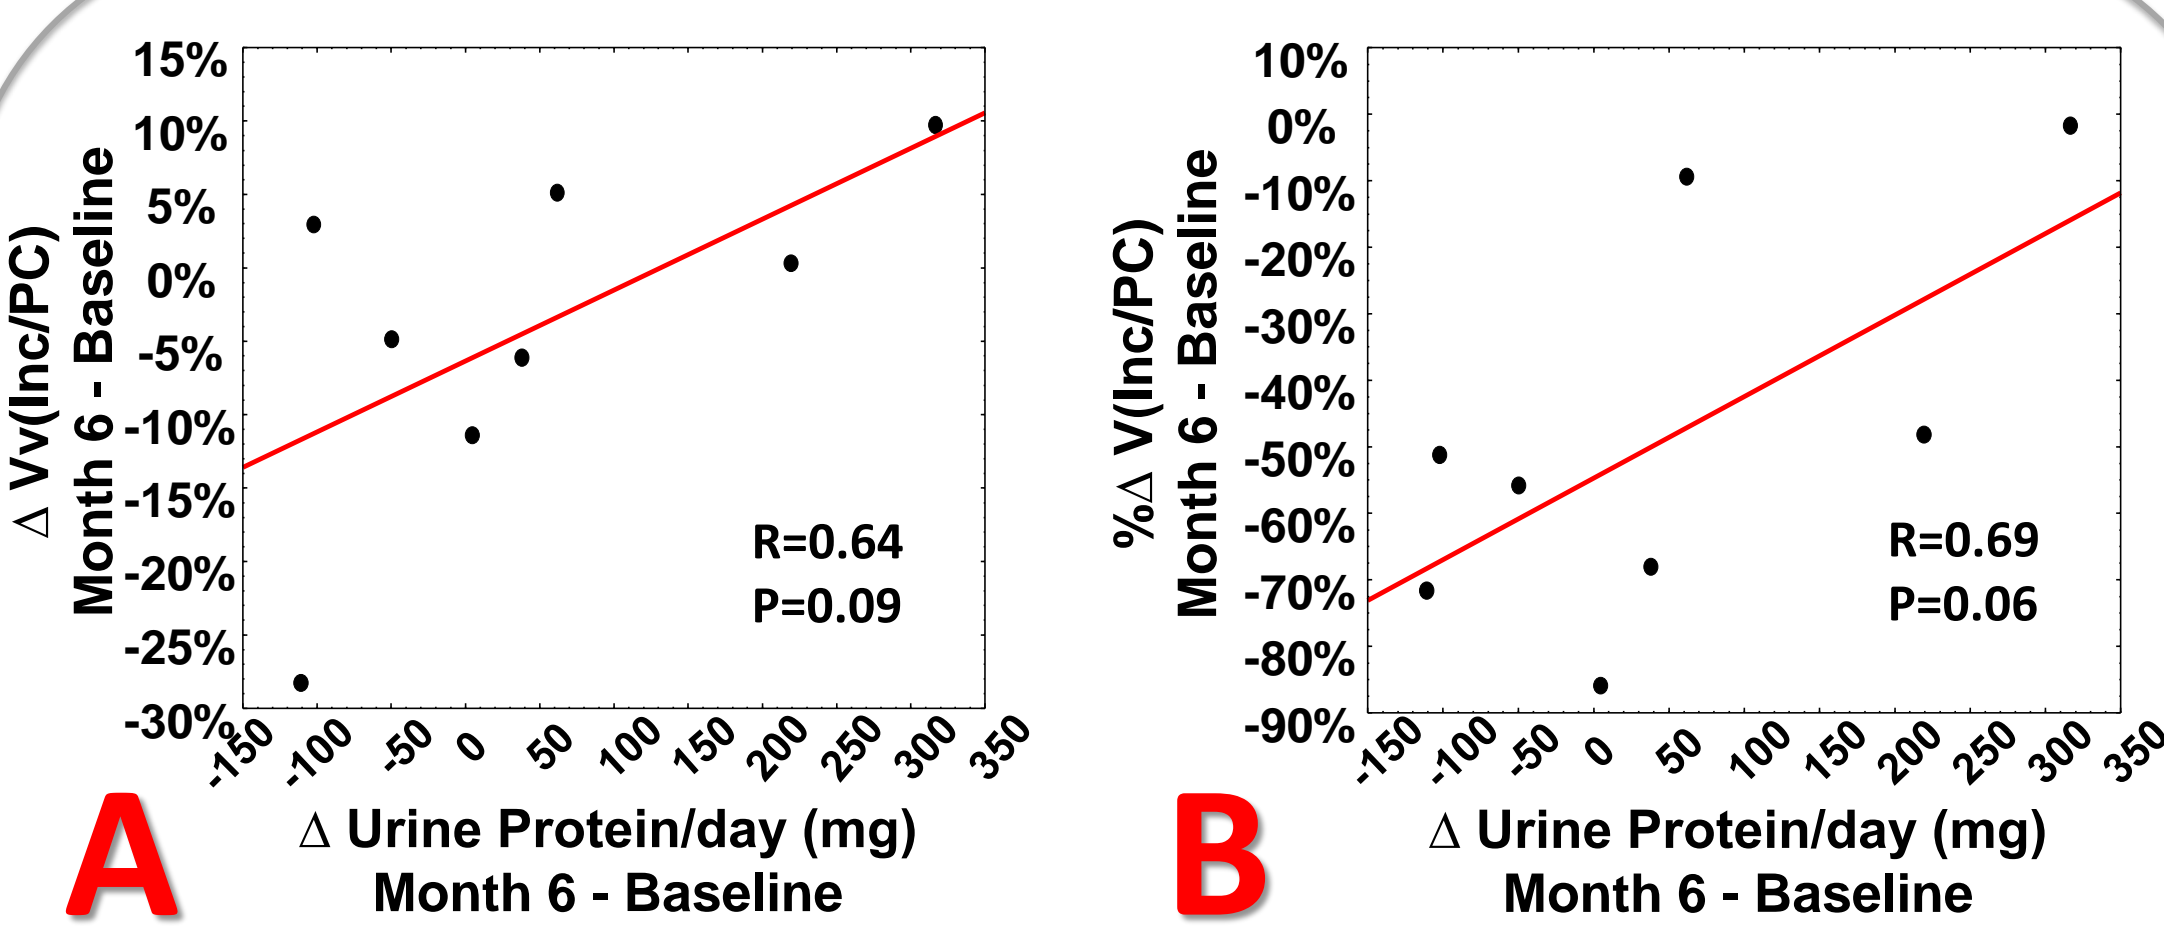 15%
10%
5%
0%
-5%
-10%
-15%
-20%
-25%
-30%
Δ Vv(Inc/PC)
Month 6 - Baseline
R=0.64
P=0.09
-150 -100 -50 0 50 100 150 200 250 300 350
Δ Urine Protein/day (mg)
Month 6 - Baseline
A
10%
0%
-10%
-20%
-30%
-40%
-50%
-60%
-70%
-80%
-90%
%Δ V(Inc/PC)
Month 6 - Baseline
R=0.69
P=0.06
-150 -100 -50 0 50 100 150 200 250 300 350
Δ Urine Protein/day (mg)
Month 6 - Baseline
B